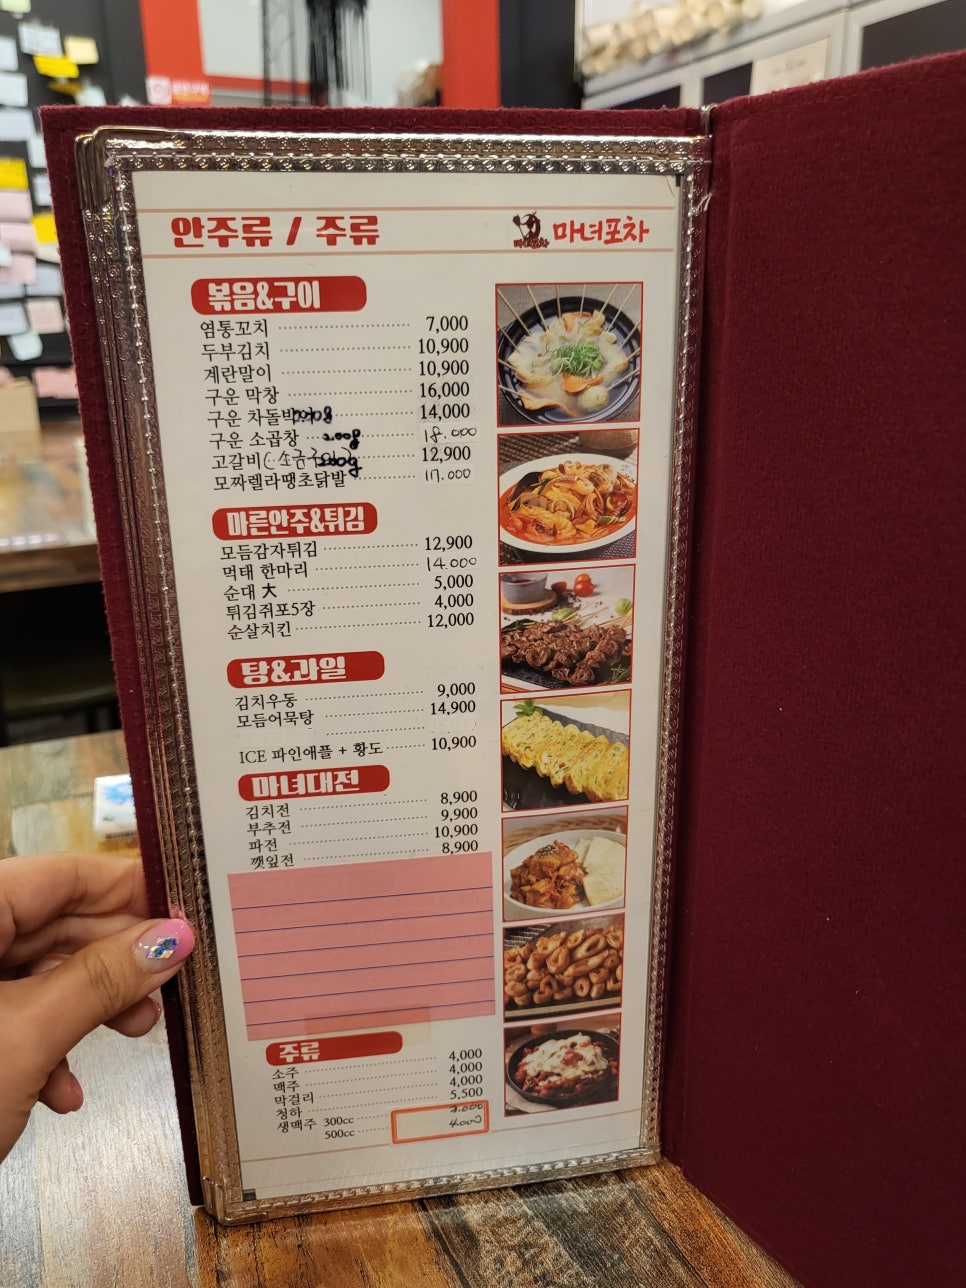 안주류 / 주류
마녀포차
볶음&구이
염통꼬치 7,000
두부김치 10,900
계란말이 10,900
구운 막창 16,000
구운 차돌박이 14,000
구운 소곱창 200g 18.000
고갈비(소금구이) 200g 12,900
모짜렐라땡초닭발 17.000
마른안주&튀김
모듬감자튀김 12,900
먹태 한마리 14.000
순대 大 5,000
튀김쥐포5장 4,000
순살치킨 12,000
탕&과일
김치우동 9,000
모듬어묵탕 14,900
ICE 파인애플 + 황도 10,900
마녀대전
김치전 8,900
부추전 9,900
파전 10,900
깻잎전 8,900
주류
소주 4,000
맥주 4,000
막걸리 4,000
청하 5,500
생맥주 300cc
500cc 4.000